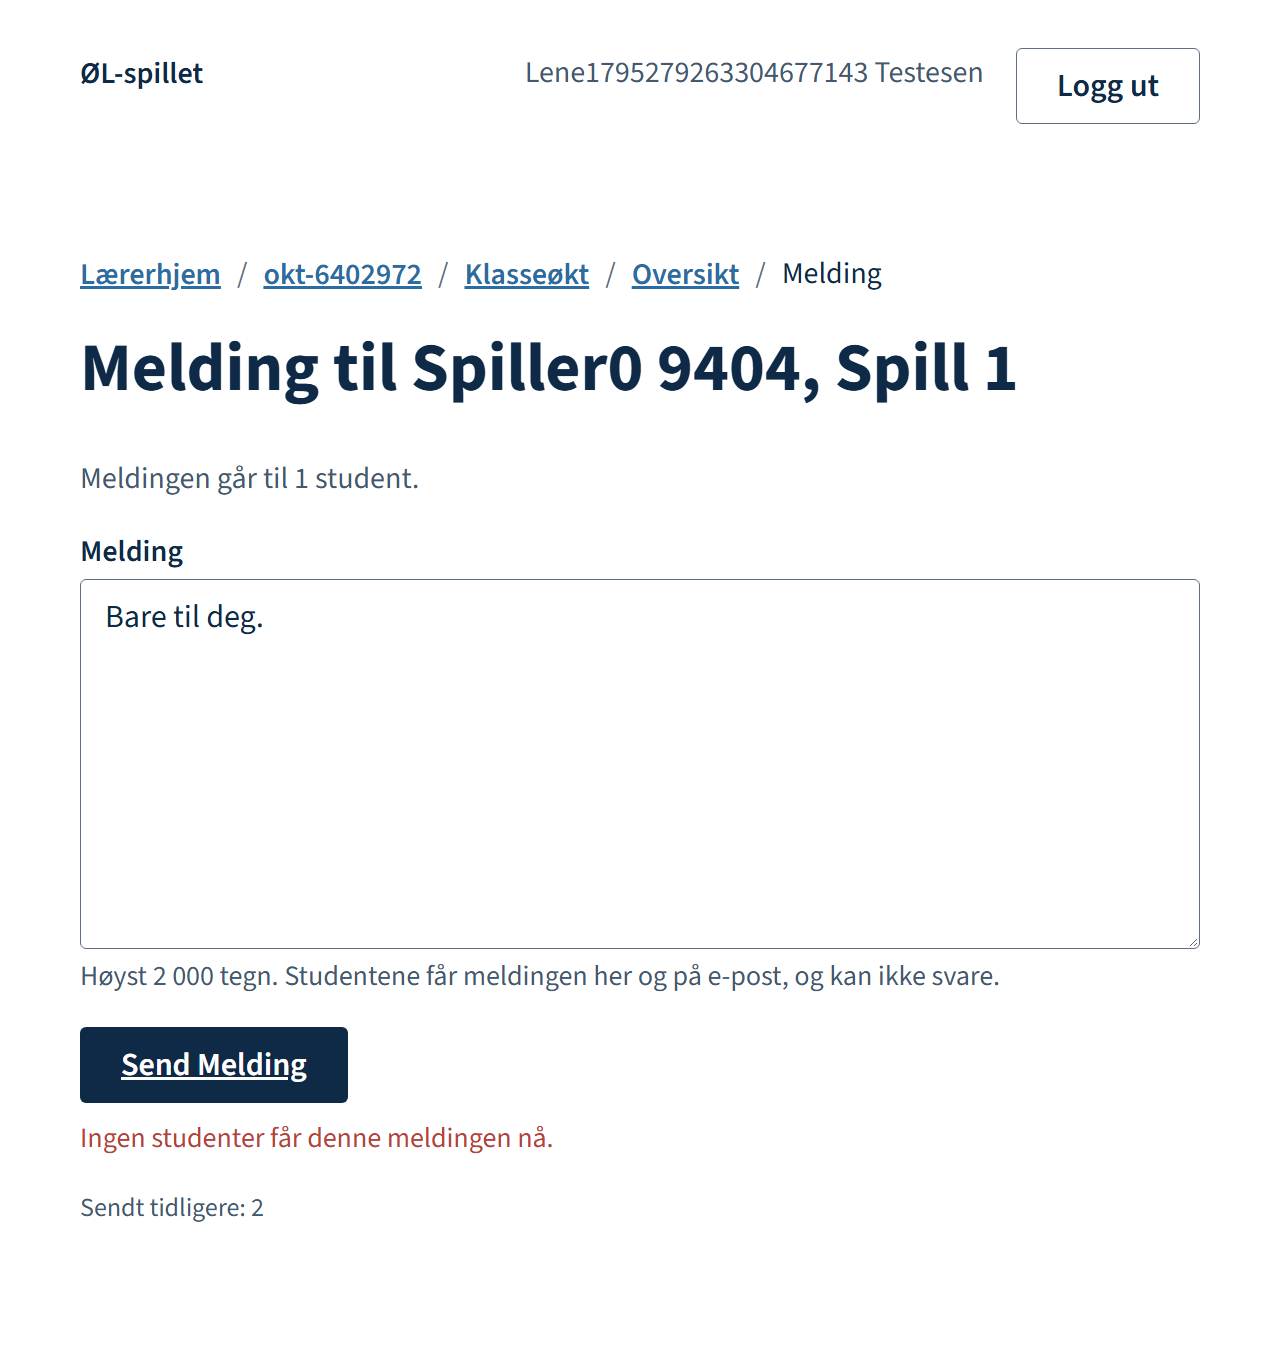 ØL-spillet
Lene1795279263304677143 Testesen
Logg ut
Lærerhjem / okt-6402972 / Klasseøkt / Oversikt / Melding
Melding til Spiller0 9404, Spill 1
Meldingen går til 1 student.
Melding
Bare til deg.
Høyst 2 000 tegn. Studentene får meldingen her og på e-post, og kan ikke svare.
Send Melding
Ingen studenter får denne meldingen nå.
Sendt tidligere: 2